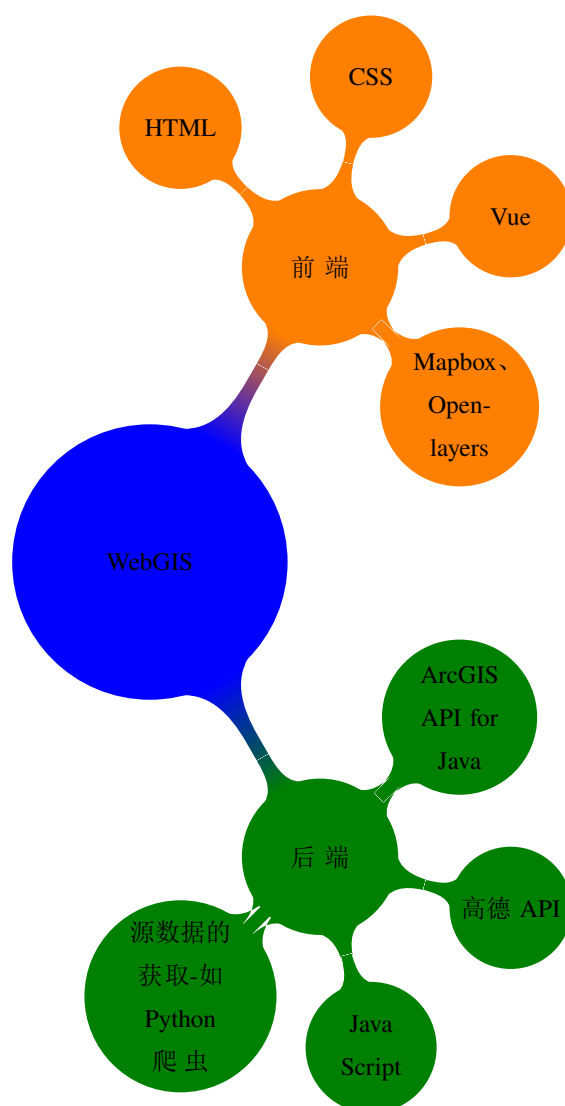 CSS
HTML
Vue
前 端
Mapbox、
Open-
layers
WebGIS
ArcGIS
API for
Java
后 端
高德 API
源数据的
获取-如
Python
爬 虫
Java
Script